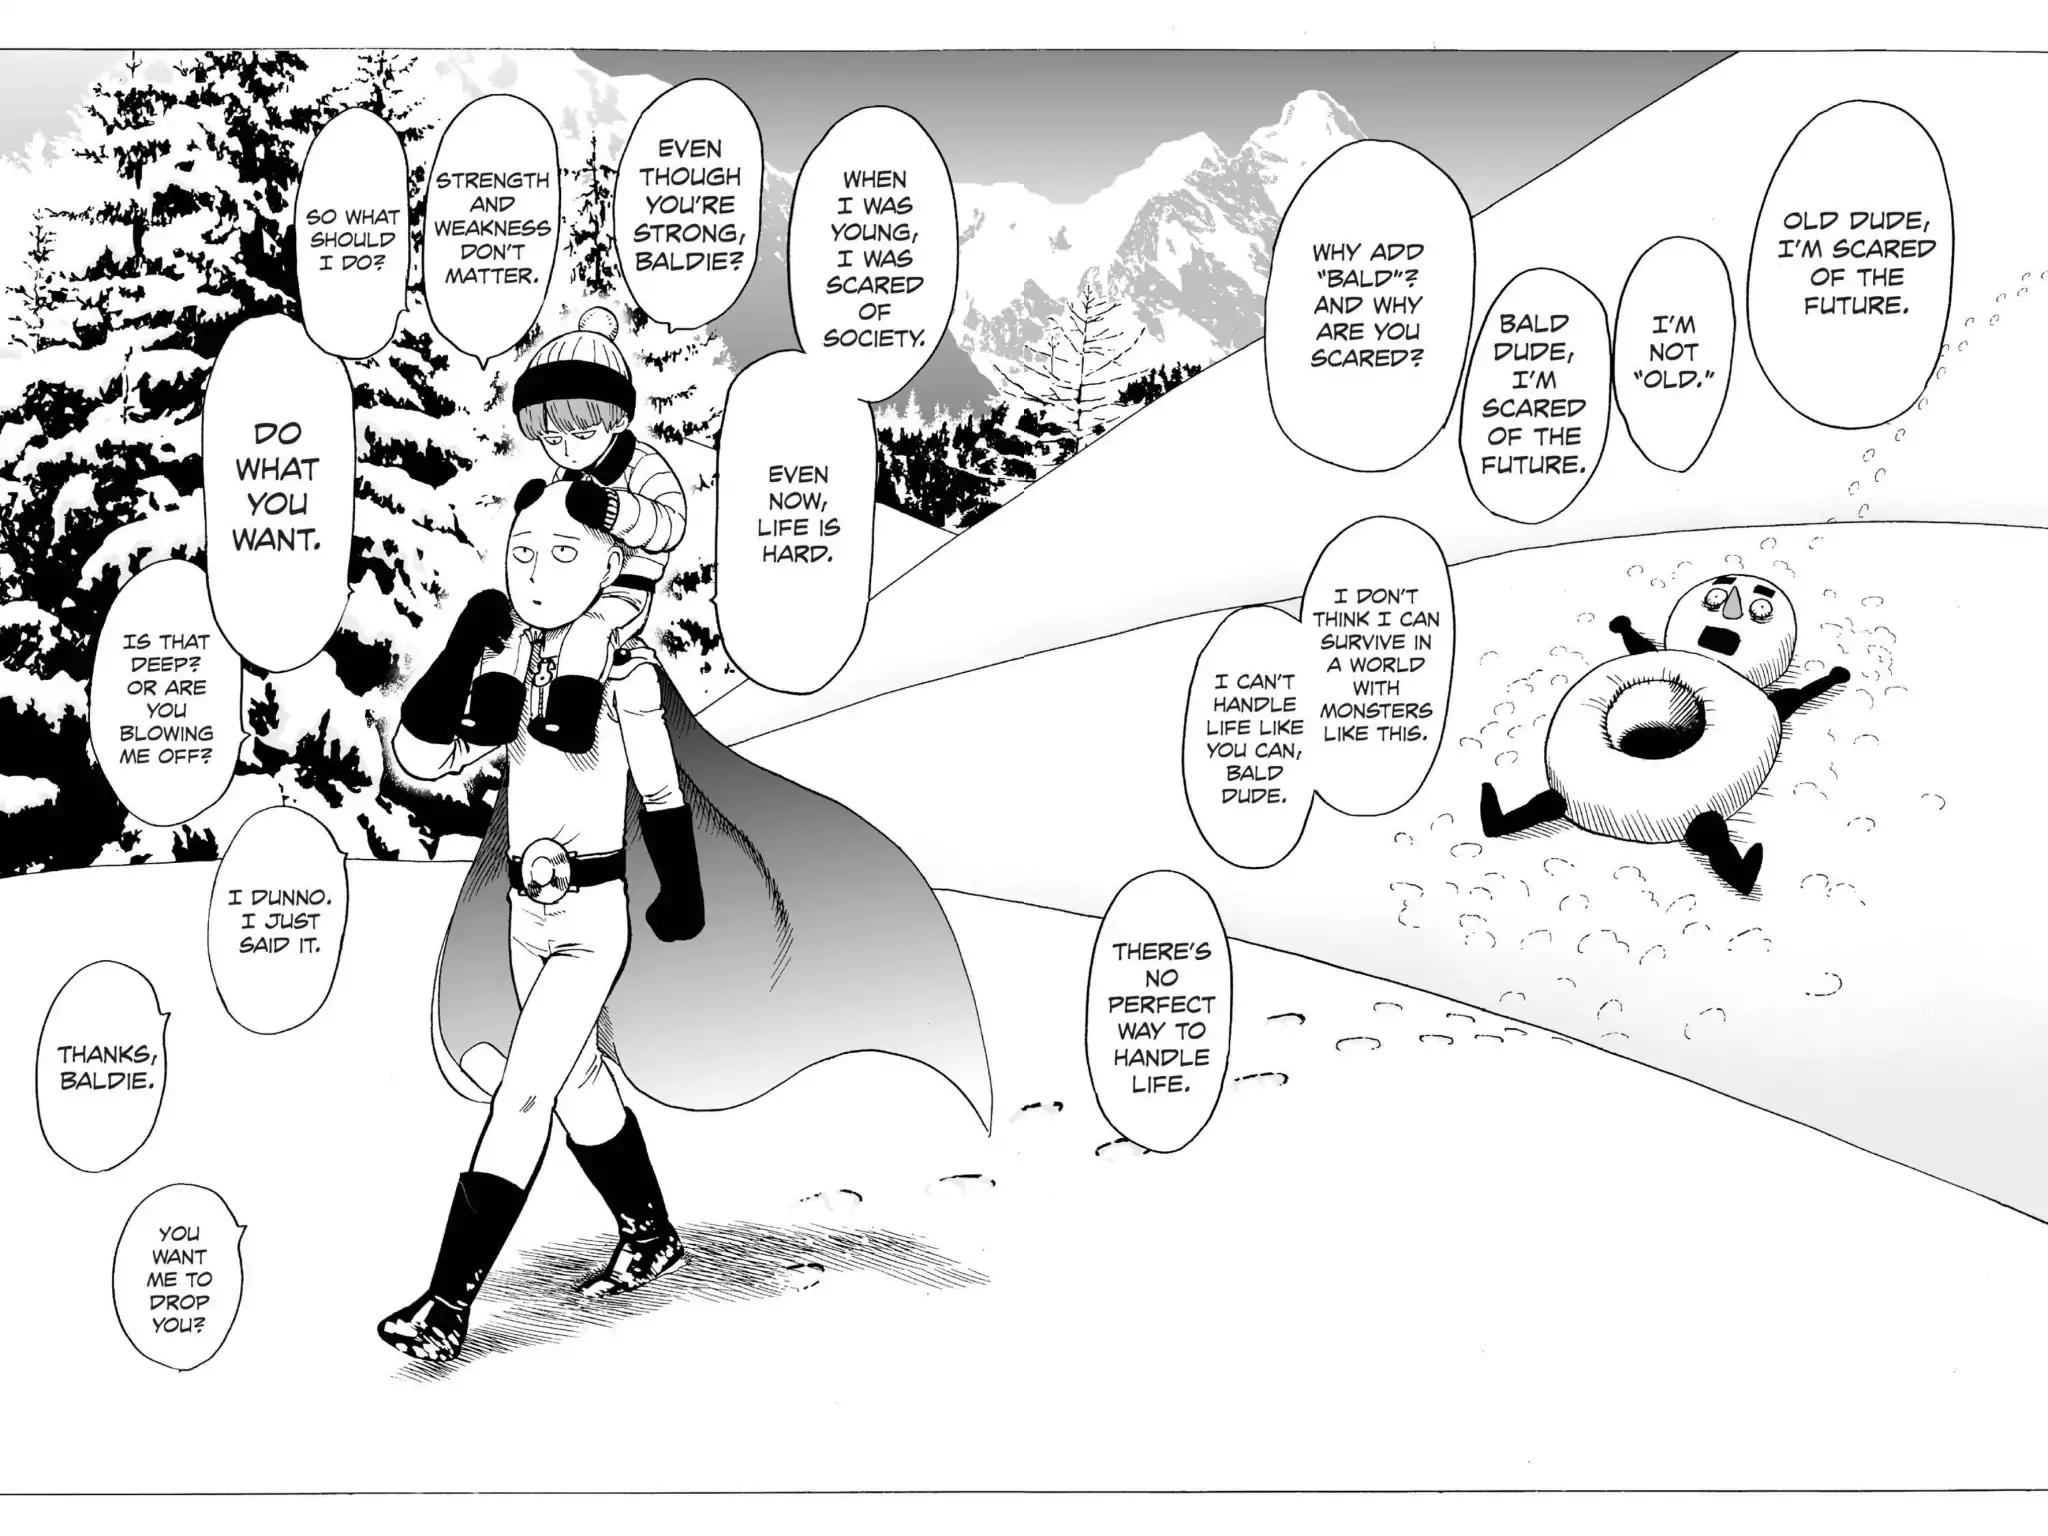 OLD DUDE,
I'M SCARED
OF THE
FUTURE.
I'M
NOT
"OLD."
BALD
DUDE,
I'M
SCARED
OF THE
FUTURE.
WHY ADD
"BALD"?
AND WHY
ARE YOU
SCARED?
I DON'T
THINK I CAN
SURVIVE IN
A WORLD
WITH
MONSTERS
LIKE THIS.
I CAN'T
HANDLE
LIFE LIKE
YOU CAN,
BALD
DUDE.
THERE'S
NO
PERFECT
WAY TO
HANDLE
LIFE.
WHEN
I WAS
YOUNG,
I WAS
SCARED
OF
SOCIETY.
EVEN
NOW,
LIFE IS
HARD.
EVEN
THOUGH
YOU'RE
STRONG,
BALDIE?
STRENGTH
AND
WEAKNESS
DON'T
MATTER.
SO WHAT
SHOULD
I DO?
DO
WHAT
YOU
WANT.
IS THAT
DEEP?
OR ARE
YOU
BLOWING
ME OFF?
I DUNNO.
I JUST
SAID IT.
THANKS,
BALDIE.
YOU
WANT
ME TO
DROP
YOU?